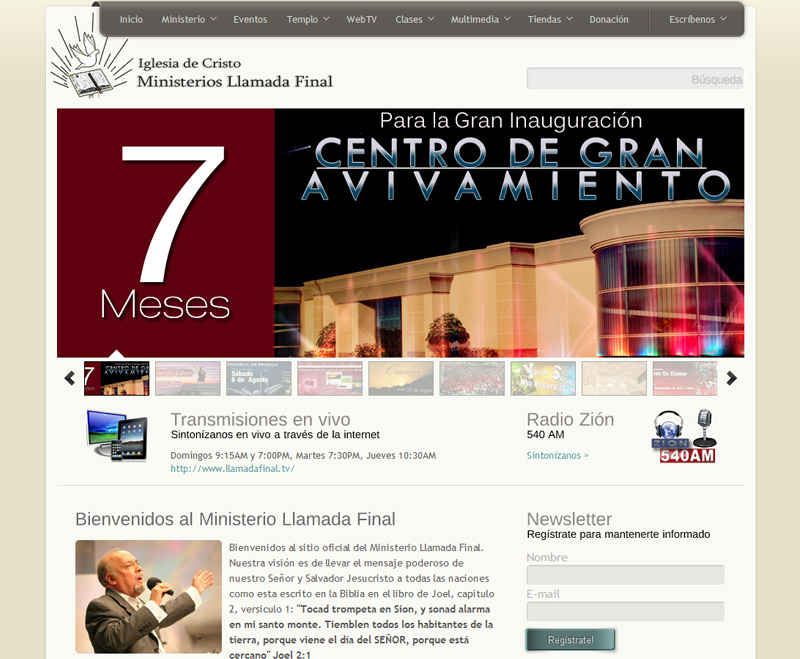 Inicio Ministerio Eventos Templo WebTV Clases Multimedia Tiendas Donación Escríbenos
Iglesia de Cristo
Ministerios Llamada Final
Búsqueda
7
Meses
Para la Gran Inauguración
CENTRO DE GRAN
AVIVAMIENTO
Transmisiones en vivo
Sintonízanos en vivo a través de la internet
Domingos 9:15AM y 7:00PM, Martes 7:30PM, Jueves 10:30AM
http://www.llamadafinal.tv/
Radio Zión
540 AM
Sintonízanos »
ZION
540AM
Bienvenidos al Ministerio Llamada Final
Bienvenidos al sitio oficial del Ministerio Llamada Final.
Nuestra visión es de llevar el mensaje poderoso de
nuestro Señor y Salvador Jesucristo a todas las naciones
como esta escrito en la Biblia en el libro de Joel, capitulo
2, versiculo 1: "Tocad trompeta en Sion, y sonad alarma
en mi santo monte. Tiemblen todos los habitantes de la
tierra, porque viene el día del SEÑOR, porque está
cercano" Joel 2:1
Newsletter
Regístrate para mantenerte informado
Nombre
E-mail
Regístrate!